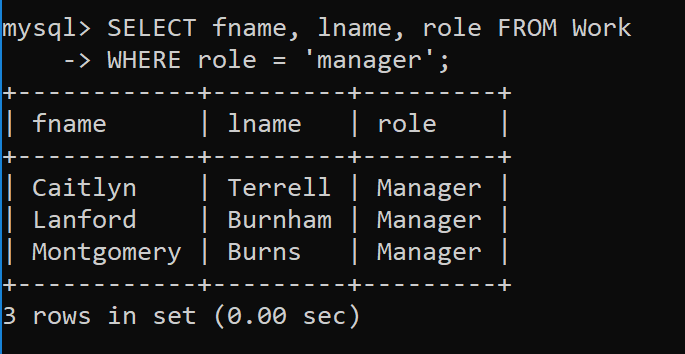 mysql> SELECT fname, lname, role FROM Work
    -> WHERE role = 'manager';
+------------+---------+---------+
| fname      | lname   | role    |
+------------+---------+---------+
| Caitlyn    | Terrell | Manager |
| Lanford    | Burnham | Manager |
| Montgomery | Burns   | Manager |
+------------+---------+---------+
3 rows in set (0.00 sec)